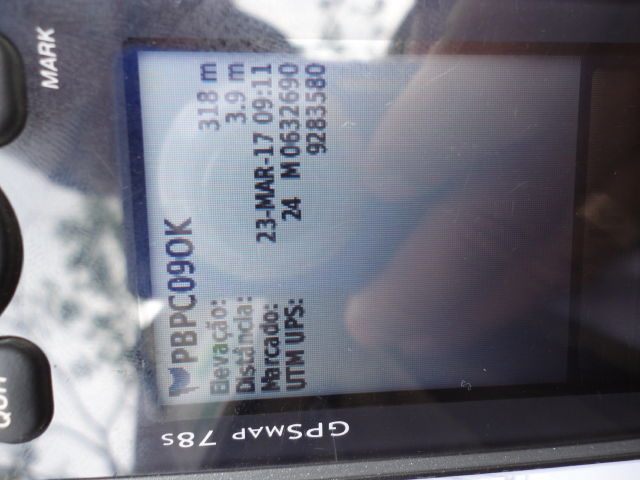 PBPC09OK
Elevação: 318 m
Distância: 3.9 m
Marcado: 23-MAR-17 09:11
UTM UPS: 24 M 0632690
9283580
GPSMAP 78s
MARK